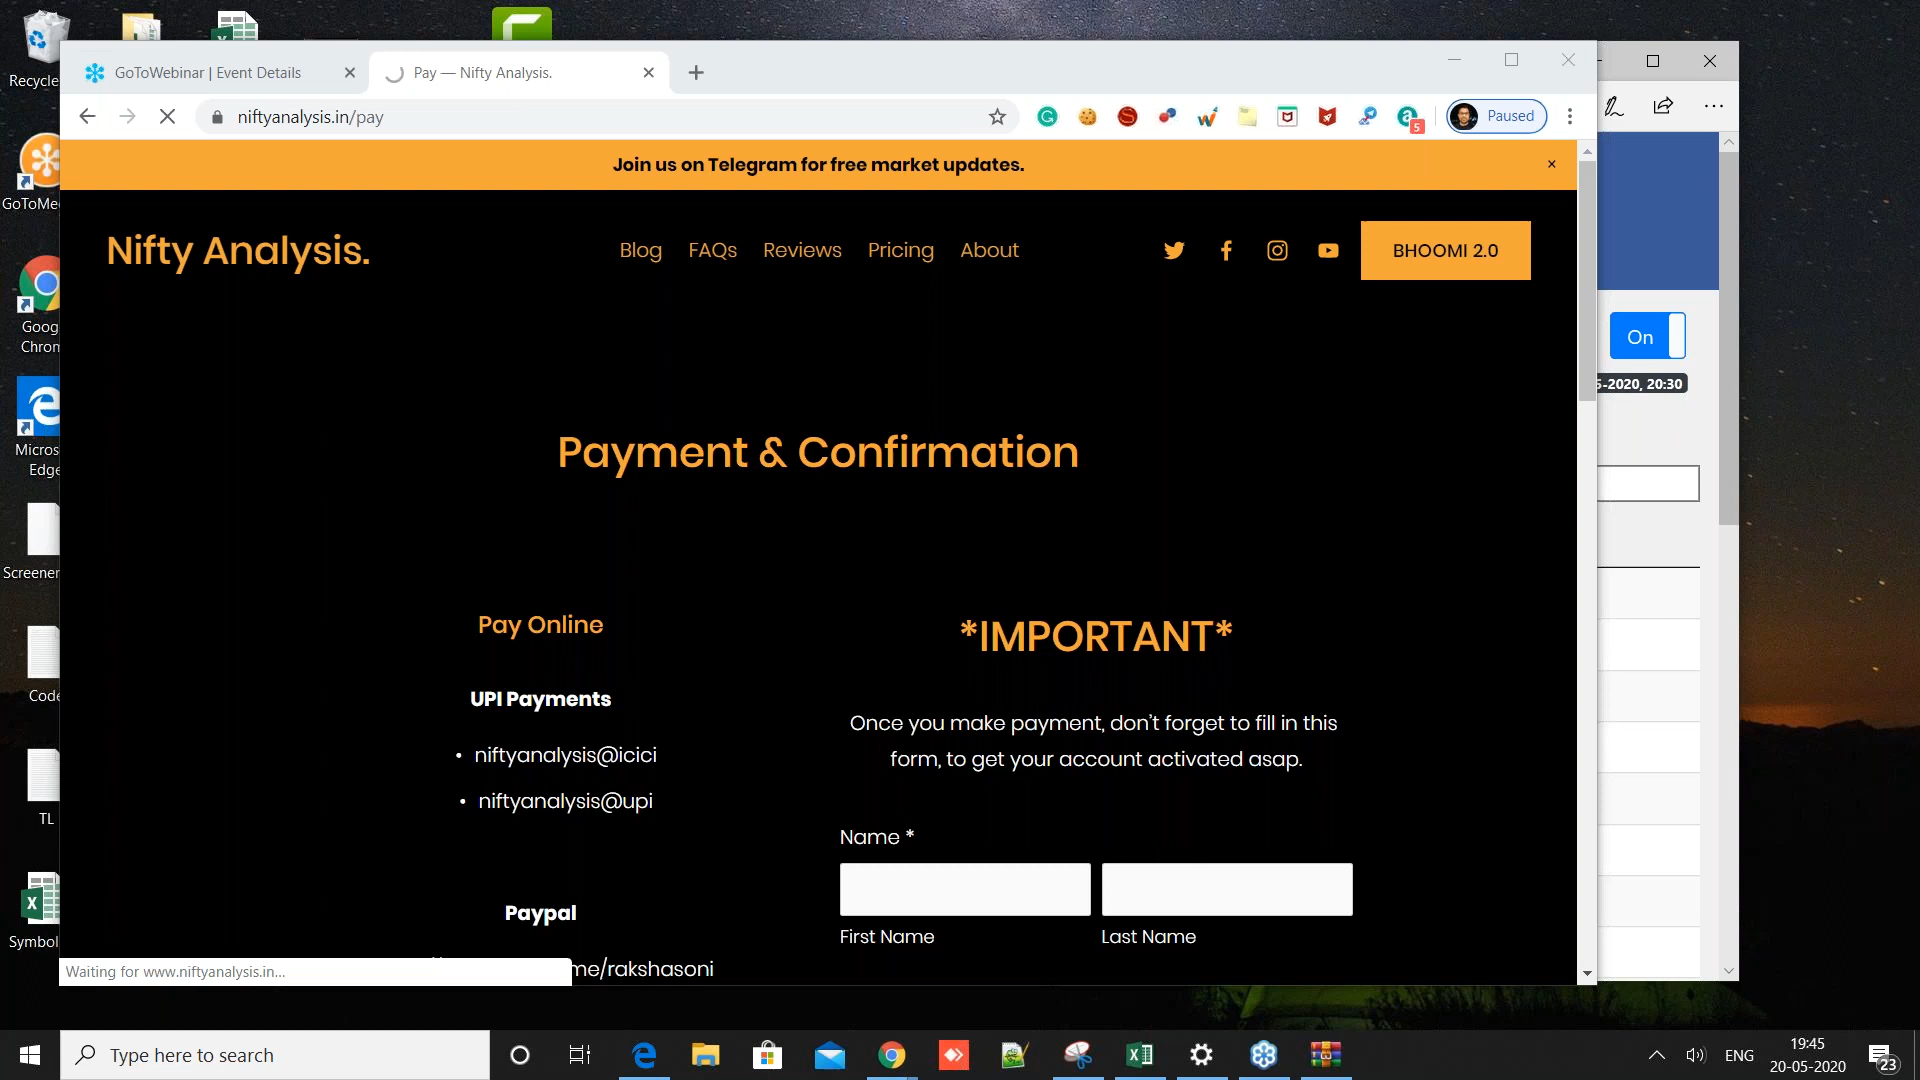 Recycle
GoToWebinar | Event Details
Pay — Nifty Analysis.
niftyanalysis.in/pay
5
Paused
Join us on Telegram for free market updates.
×
Nifty Analysis.
Blog
FAQs
Reviews
Pricing
About
BHOOMI 2.0
GoToMe
Goog
Chron
On
5-2020, 20:30
Payment & Confirmation
Micros
Edge
Screener
Pay Online
*IMPORTANT*
UPI Payments
Once you make payment, don't forget to fill in this
form, to get your account activated asap.
• niftyanalysis@icici
• niftyanalysis@upi
Code
TL
Name *
Paypal
First Name
Last Name
Symbol
me/rakshasoni
Waiting for www.niftyanalysis.in...
Type here to search
ENG
19:45
20-05-2020
23